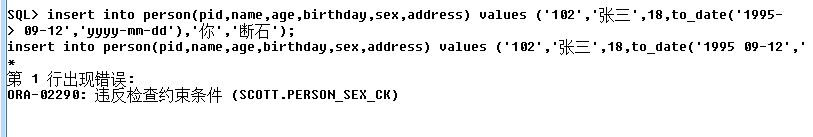 SQL> insert into person(pid,name,age,birthday,sex,address) values ('102','张三',18,to_date('1995-
> 09-12','yyyy-mm-dd'),'你','断石');
insert into person(pid,name,age,birthday,sex,address) values ('102','张三',18,to_date('1995 09-12','
*
第 1 行出现错误:
ORA-02290: 违反检查约束条件 (SCOTT.PERSON_SEX_CK)